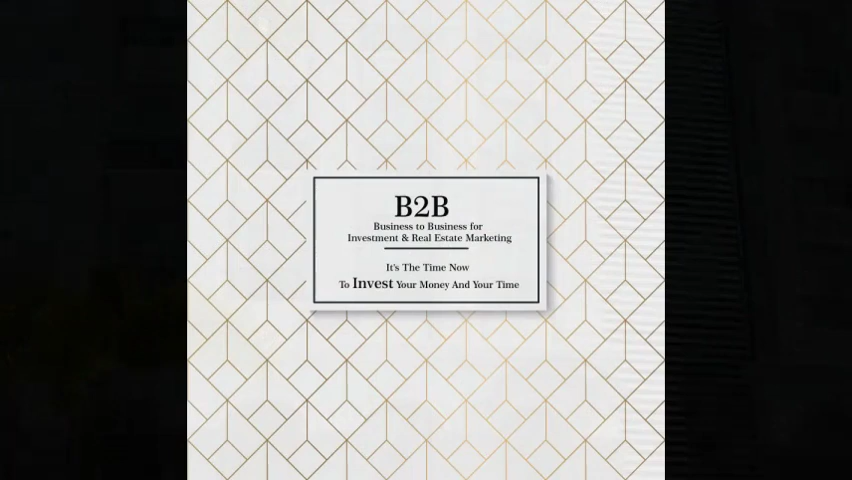 B2B
Business to Business for
Investment & Real Estate Marketing
It's The Time Now
To Invest Your Money And Your Time